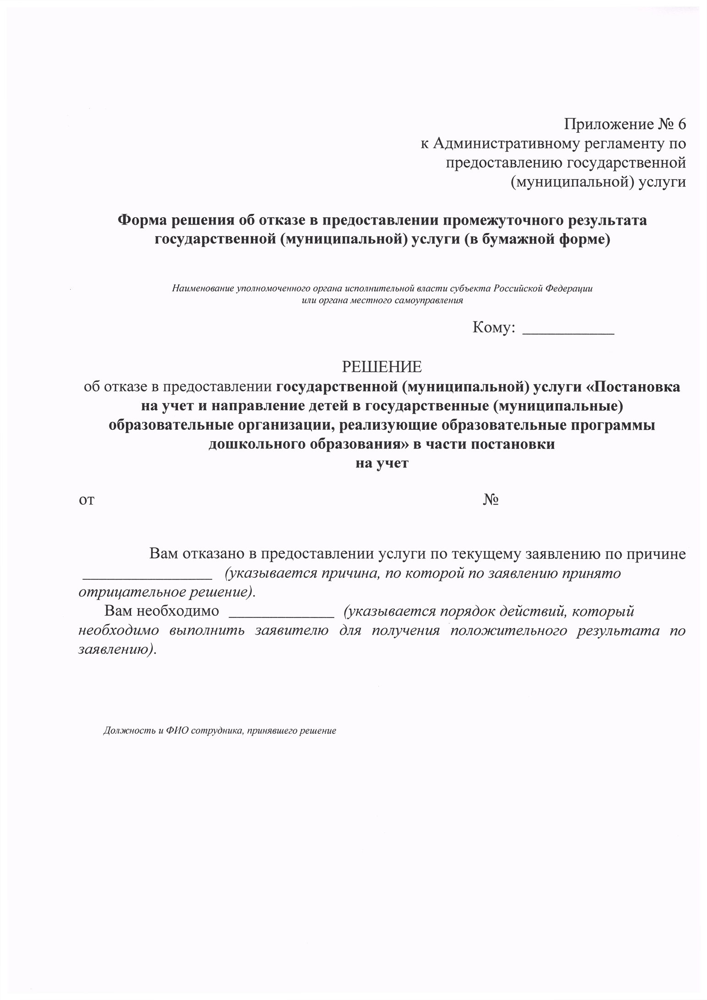 Приложение № 6
к Административному регламенту по
предоставлению государственной
(муниципальной) услуги
Форма решения об отказе в предоставлении промежуточного результата
государственной (муниципальной) услуги (в бумажной форме)
Наименование уполномоченного органа исполнительной власти субъекта Российской Федерации
или органа местного самоуправления
Кому: ___________
РЕШЕНИЕ
об отказе в предоставлении государственной (муниципальной) услуги «Постановка
на учет и направление детей в государственные (муниципальные)
образовательные организации, реализующие образовательные программы
дошкольного образования» в части постановки
на учет
от №
Вам отказано в предоставлении услуги по текущему заявлению по причине
________________ (указывается причина, по которой по заявлению принято
отрицательное решение).
Вам необходимо _____________ (указывается порядок действий, который
необходимо выполнить заявителю для получения положительного результата по
заявлению).
Должность и ФИО сотрудника, принявшего решение